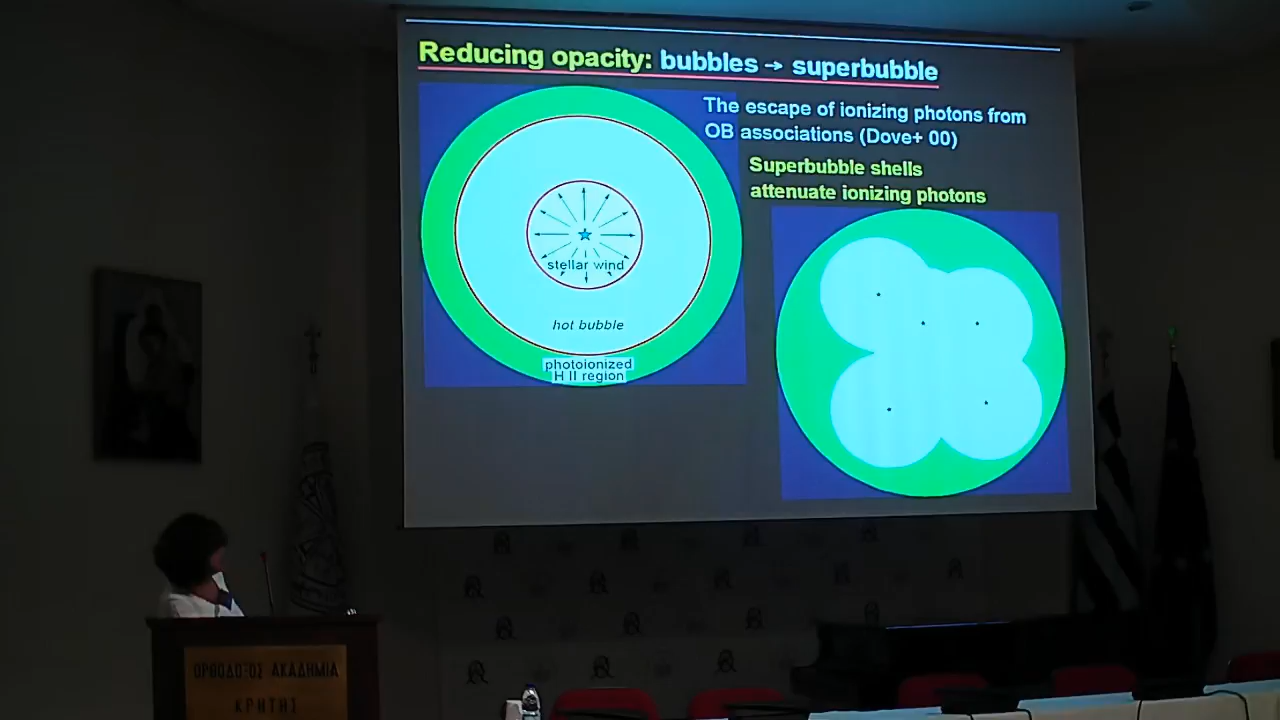 Reducing opacity: bubbles → superbubble
The escape of ionizing photons from
OB associations (Dove+ 00)
Superbubble shells
attenuate ionizing photons
stellar wind
hot bubble
photoionized
H II region
ΟΡΘΟΔΟΞΟΣ ΑΚΑΔΗΜΙΑ
ΚΡΗΤΗΣ